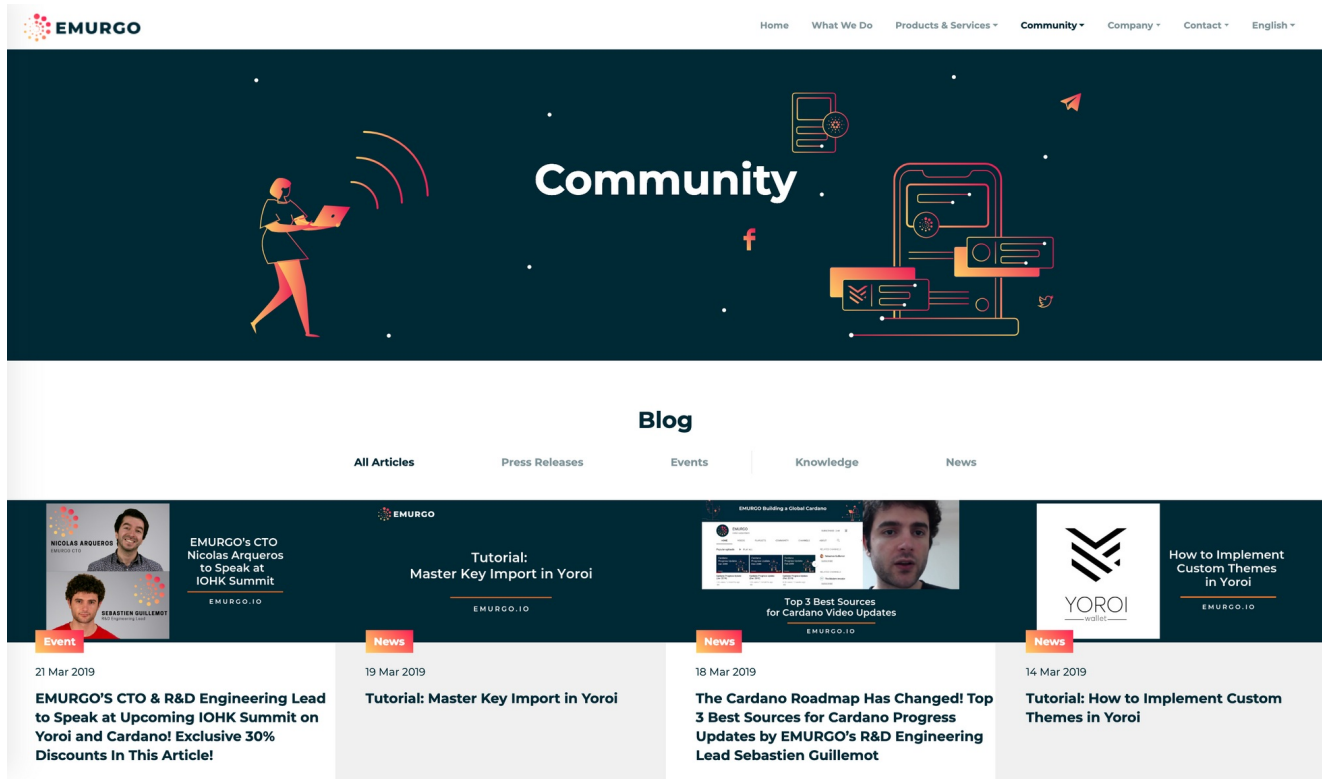 EMURGO
Home What We Do Products & Services Community Company Contact English
Community
Blog
All Articles Press Releases Events Knowledge News
NICOLAS ARQUEROS
EMURGO CTO
SEBASTIEN GUILLEMOT
R&D Engineering Lead
EMURGO's CTO
Nicolas Arqueros
to Speak at
IOHK Summit
EMURGO.IO
Event
21 Mar 2019
EMURGO'S CTO & R&D Engineering Lead
to Speak at Upcoming IOHK Summit on
Yoroi and Cardano! Exclusive 30%
Discounts In This Article!
EMURGO
Tutorial:
Master Key Import in Yoroi
EMURGO.IO
News
19 Mar 2019
Tutorial: Master Key Import in Yoroi
EMURGO Building a Global Cardano
EMURGO
Top 3 Best Sources
for Cardano Video Updates
EMURGO.IO
News
18 Mar 2019
The Cardano Roadmap Has Changed! Top
3 Best Sources for Cardano Progress
Updates by EMURGO's R&D Engineering
Lead Sebastien Guillemot
YOROI
wallet
How to Implement
Custom Themes
in Yoroi
EMURGO.IO
News
14 Mar 2019
Tutorial: How to Implement Custom
Themes in Yoroi